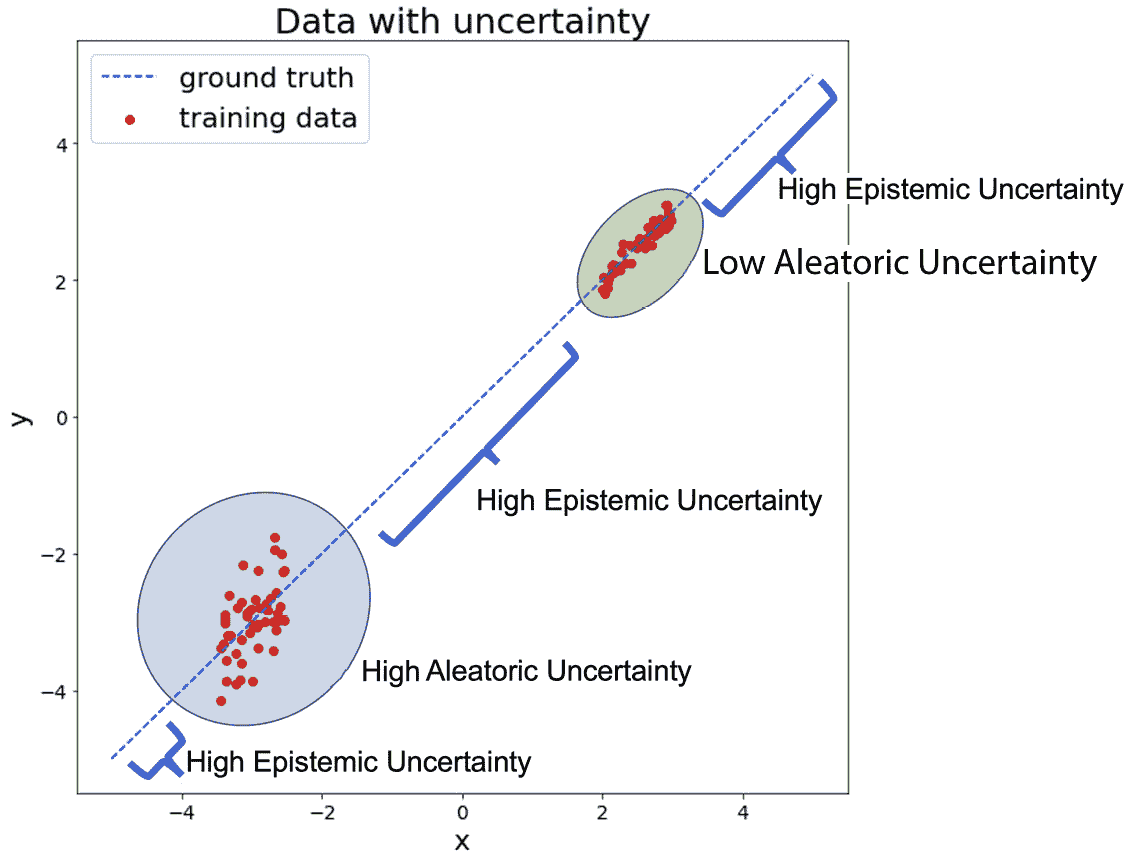 Data with uncertainty
ground truth
training data
4
High Epistemic Uncertainty
Low Aleatoric Uncertainty
2
y
0
High Epistemic Uncertainty
−2
High Aleatoric Uncertainty
−4
High Epistemic Uncertainty
−4 −2 0 2 4
x